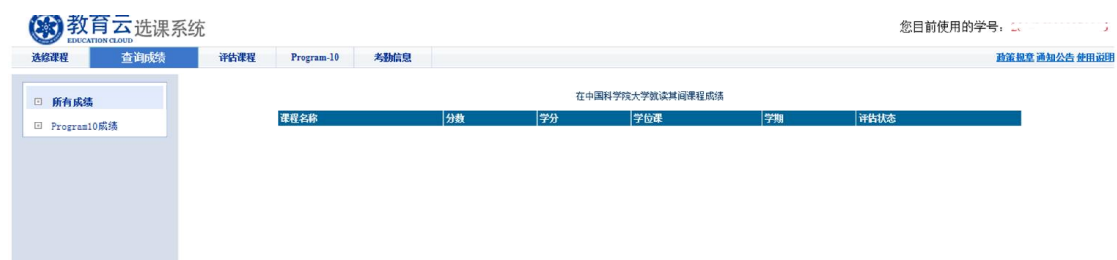 教育云选课系统
EDUCATION CLOUD
您目前使用的学号：
选修课程 查询成绩 评估课程 Program-10 考勤信息 政策规章 通知公告 使用说明
所有成绩
Program10成绩
在中国科学院大学就读其间课程成绩
课程名称 分数 学分 学位课 学期 评估状态